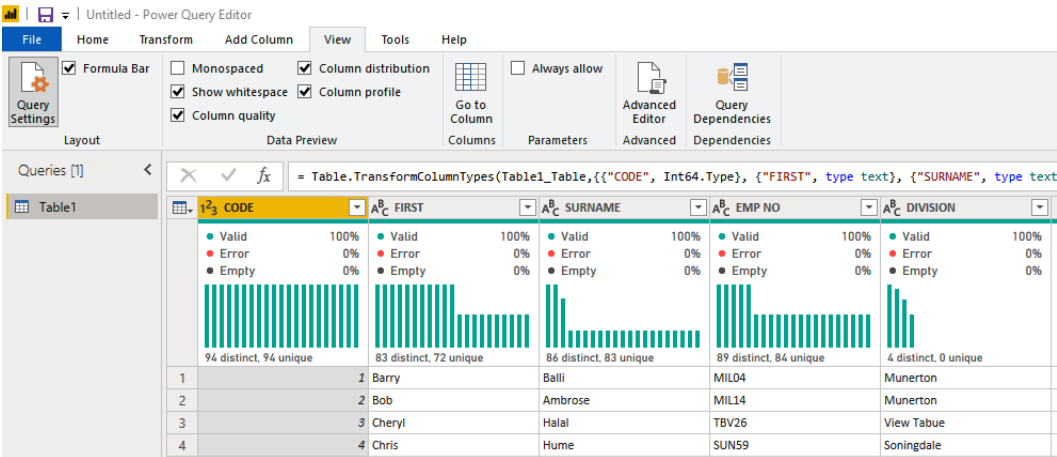 Untitled - Power Query Editor
File Home Transform Add Column View Tools Help
Formula Bar
Monospaced
Column distribution
Always allow
Show whitespace
Column profile
Column quality
Query
Settings
Go to
Column
Advanced
Editor
Query
Dependencies
Layout Data Preview Columns Parameters Advanced Dependencies
Queries [1]
fx = Table.TransformColumnTypes(Table1_Table,{{"CODE", Int64.Type}, {"FIRST", type text}, {"SURNAME", type text
Table1
123 CODE ABC FIRST ABC SURNAME ABC EMP NO ABC DIVISION
Valid 100% Valid 100% Valid 100% Valid 100% Valid 100%
Error 0% Error 0% Error 0% Error 0% Error 0%
Empty 0% Empty 0% Empty 0% Empty 0% Empty 0%
94 distinct, 94 unique 83 distinct, 72 unique 86 distinct, 83 unique 89 distinct, 84 unique 4 distinct, 0 unique
1 1 Barry Balli MIL04 Munerton
2 2 Bob Ambrose MIL14 Munerton
3 3 Cheryl Halal TBV26 View Tabue
4 4 Chris Hume SUN59 Soningdale